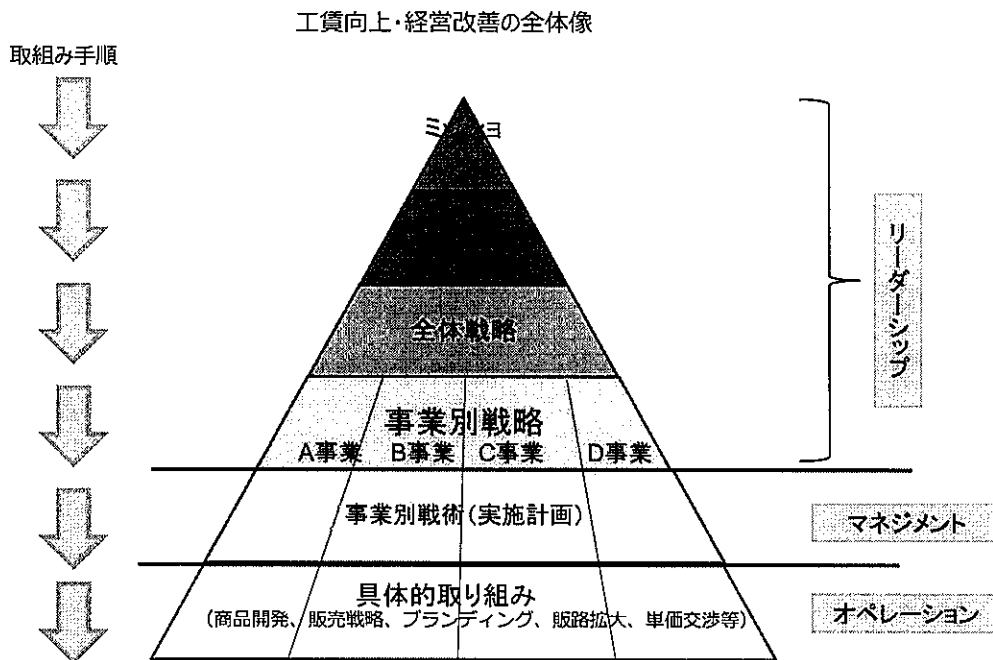 工賃向上・経営改善の全体像
取組み手順
ミ
ョ
全体戦略
事業別戦略
A事業
B事業
C事業
D事業
事業別戦術(実施計画)
具体的取り組み
(商品開発、販売戦略、ブランディング、販路拡大、単価交渉等)
リーダーシップ
マネジメント
オペレーション